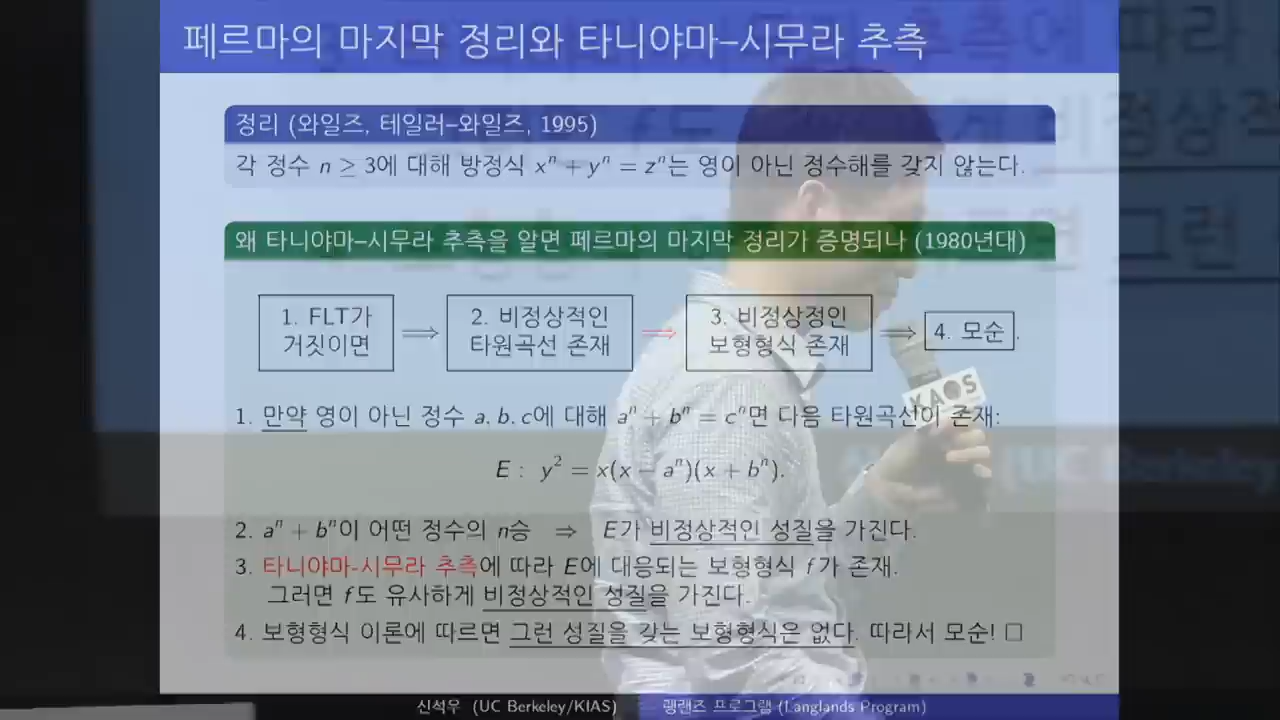 페르마의 마지막 정리와 타니야마–시무라 추측
정리 (와일즈, 테일러–와일즈, 1995)
각 정수 n ≥ 3에 대해 방정식 xⁿ + yⁿ = zⁿ는 영이 아닌 정수해를 갖지 않는다.
왜 타니야마–시무라 추측을 알면 페르마의 마지막 정리가 증명되나 (1980년대)
1. FLT가
거짓이면
⟹
2. 비정상적인
타원곡선 존재
⟹
3. 비정상정인
보형형식 존재
⟹
4. 모순
.
1. 만약 영이 아닌 정수 a, b, c에 대해 aⁿ + bⁿ = cⁿ면 다음 타원곡선이 존재:
E : y² = x(x − aⁿ)(x + bⁿ).
2. aⁿ + bⁿ이 어떤 정수의 n승 ⇒ E가 비정상적인 성질을 가진다.
3. 타니야마-시무라 추측에 따라 E에 대응되는 보형형식 f가 존재.
그러면 f도 유사하게 비정상적인 성질을 가진다.
4. 보형형식 이론에 따르면 그런 성질을 갖는 보형형식은 없다. 따라서 모순! □
KAOS
신석우 (UC Berkeley/KIAS)
랭랜즈 프로그램 (Langlands Program)